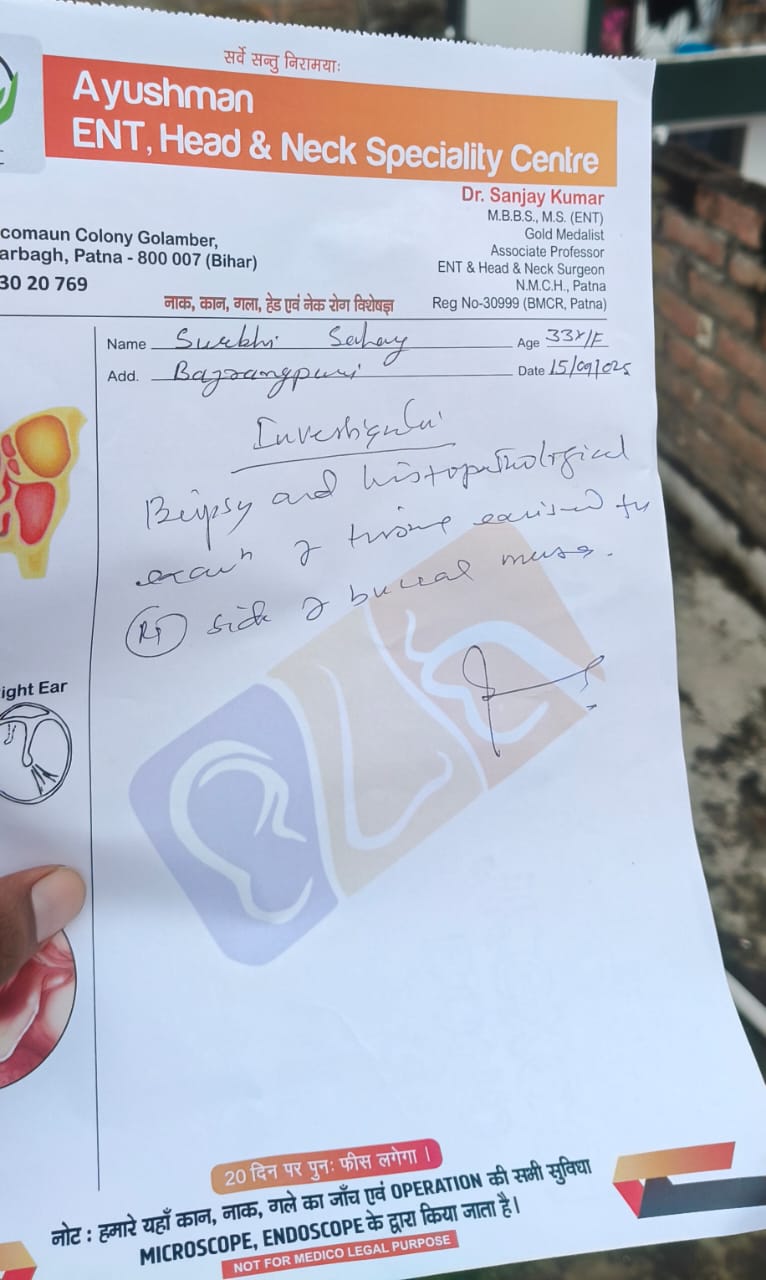 सर्वे सन्तु निरामयाः
Ayushman
ENT, Head & Neck Speciality Centre
Dr. Sanjay Kumar
M.B.B.S., M.S. (ENT)
Gold Medalist
Associate Professor
ENT & Head & Neck Surgeon
N.M.C.H., Patna
Reg No-30999 (BMCR, Patna)
comaun Colony Golamber,
arbagh, Patna - 800 007 (Bihar)
30 20 769
नाक, कान, गला, हेड एवं नेक रोग विशेषज्ञ
Name Surbhi Sahay Age 33Y/F
Add. Bajrangpuri Date 15/09/025
Biopsy and histopathological
exam of tissue
Rt side of buccal
ight Ear
20 दिन पर पुनः फीस लगेगा ।
नोट : हमारे यहाँ कान, नाक, गले का जाँच एवं OPERATION की सभी सुविधा
MICROSCOPE, ENDOSCOPE के द्वारा किया जाता है।
NOT FOR MEDICO LEGAL PURPOSE